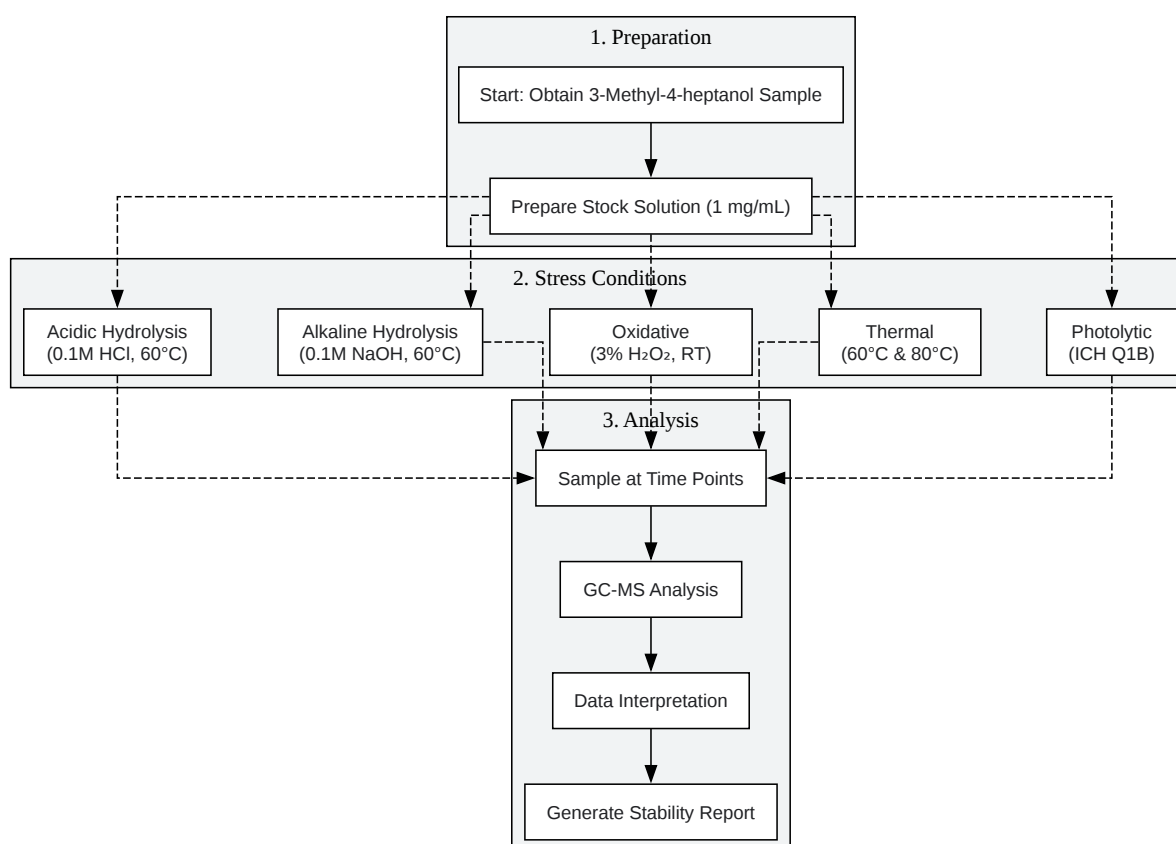 1. Preparation
Start: Obtain 3-Methyl-4-heptanol Sample
Prepare Stock Solution (1 mg/mL)
2. Stress Conditions
Acidic Hydrolysis
(0.1M HCl, 60°C)
Alkaline Hydrolysis
(0.1M NaOH, 60°C)
Oxidative
(3% H₂O₂, RT)
Thermal
(60°C & 80°C)
Photolytic
(ICH Q1B)
3. Analysis
Sample at Time Points
GC-MS Analysis
Data Interpretation
Generate Stability Report